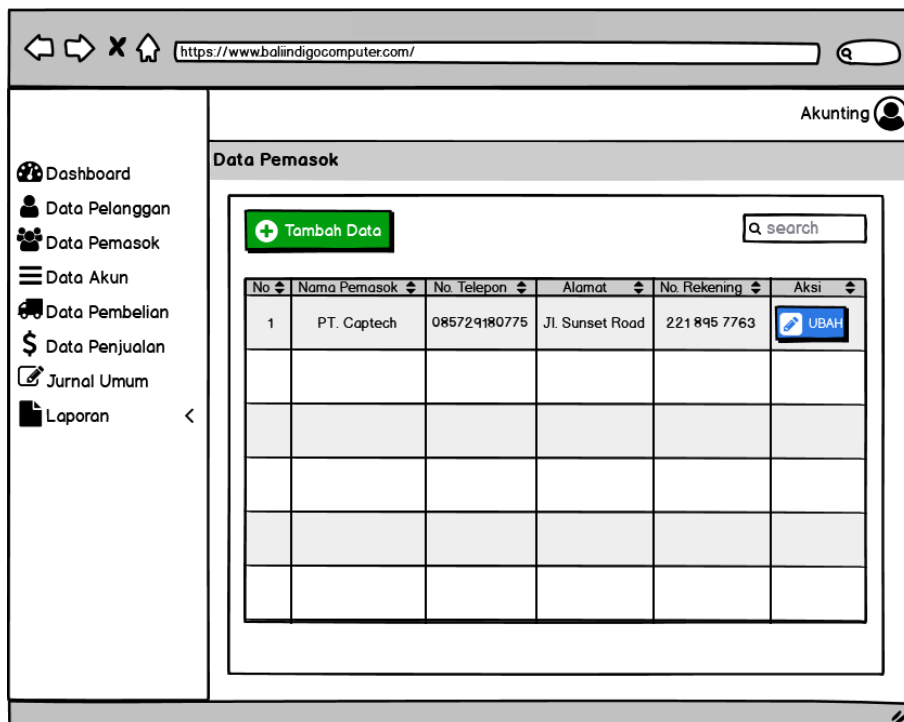 https://www.baliindigocomputer.com/
Akunting
Data Pemasok
Dashboard
Data Pelanggan
Data Pemasok
Data Akun
Data Pembelian
Data Penjualan
Jurnal Umum
Laporan
Tambah Data
search
No Nama Pemasok No. Telepon Alamat No. Rekening Aksi
1 PT. Captech 085729180775 Jl. Sunset Road 221 895 7763 UBAH